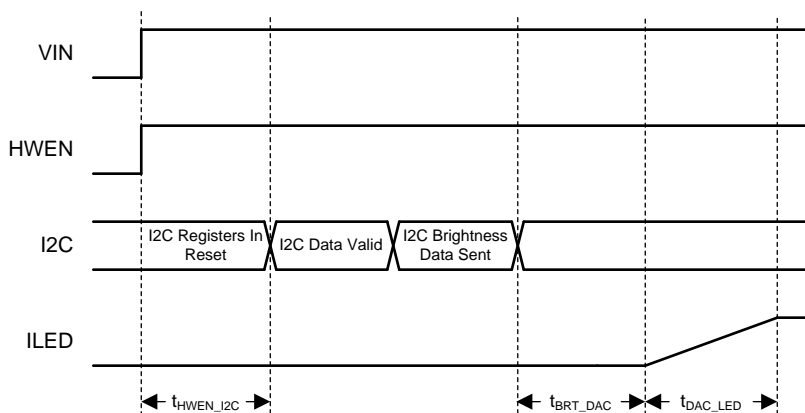 VIN
HWEN
I2C
I2C Registers In
Reset
I2C Data Valid
I2C Brightness
Data Sent
ILED
tHWEN_I2C
tBRT_DAC
tDAC_LED